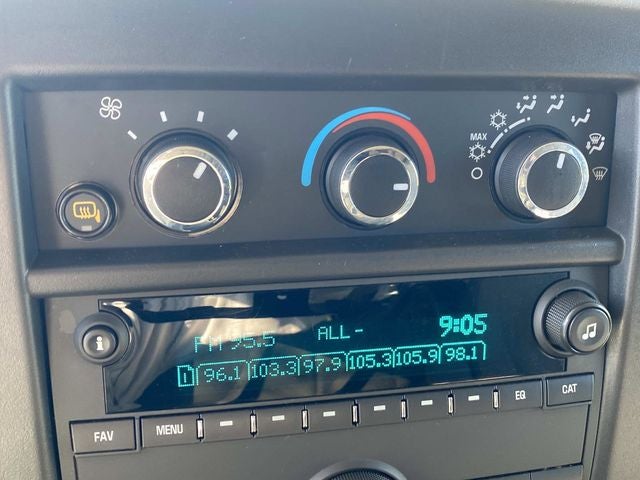 MAX
FM 95.5 ALL- 9:05
1 96.1 103.3 97.9 105.3 105.9 98.1
i
FAV MENU EQ CAT